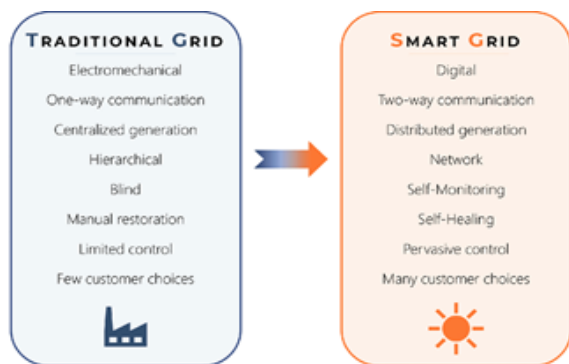 TRADITIONAL GRID
Electromechanical
One-way communication
Centralized generation
Hierarchical
Blind
Manual restoration
Limited control
Few customer choices
SMART GRID
Digital
Two-way communication
Distributed generation
Network
Self-Monitoring
Self-Healing
Pervasive control
Many customer choices